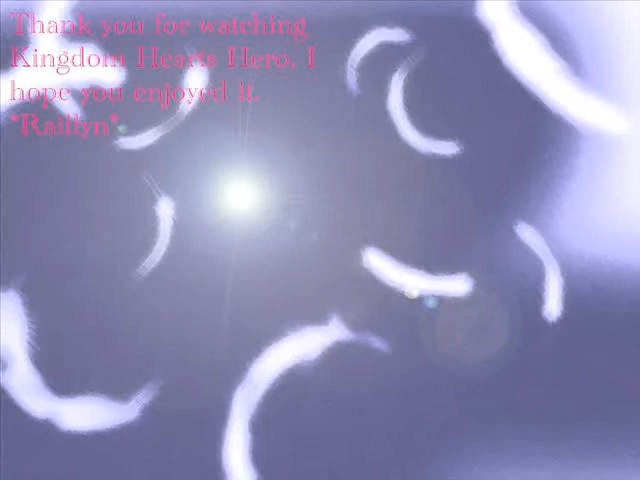 Thank you for watching
Kingdom Hearts Hero, I
hope you enjoyed it.
*Raillyn*